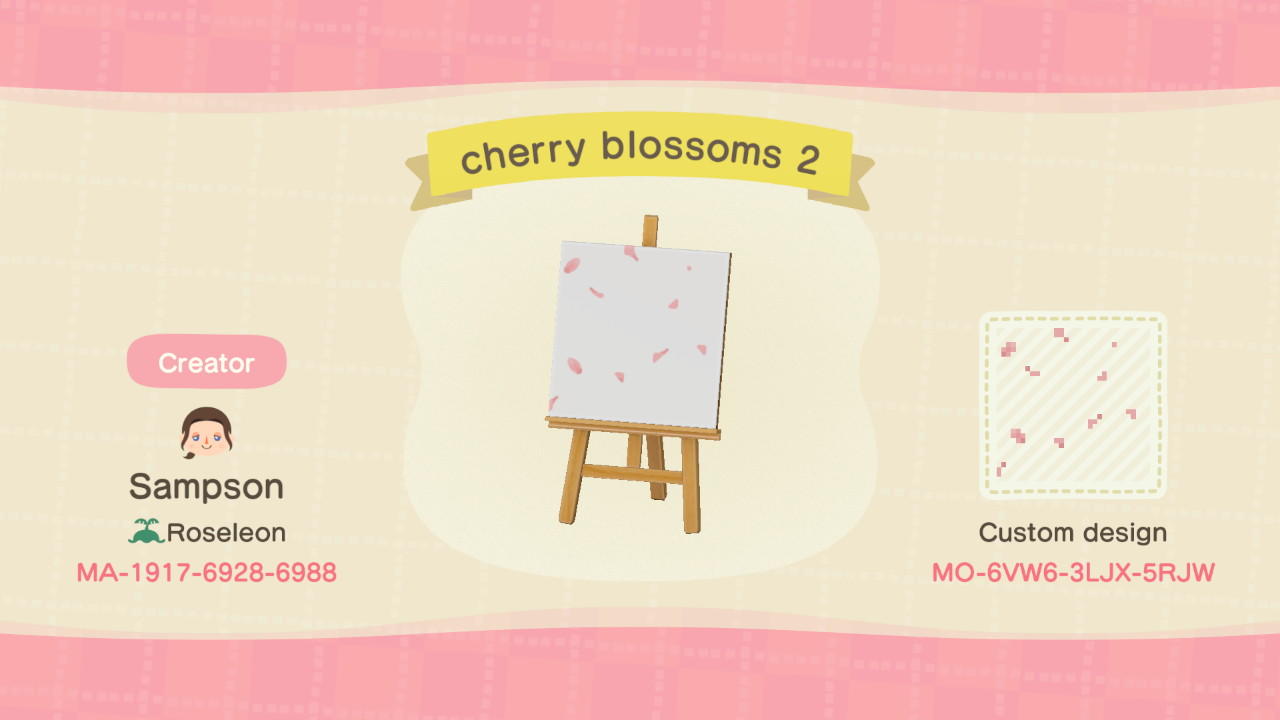 cherry blossoms 2
Creator
Sampson
Roseleon
MA-1917-6928-6988
Custom design
MO-6VW6-3LJX-5RJW